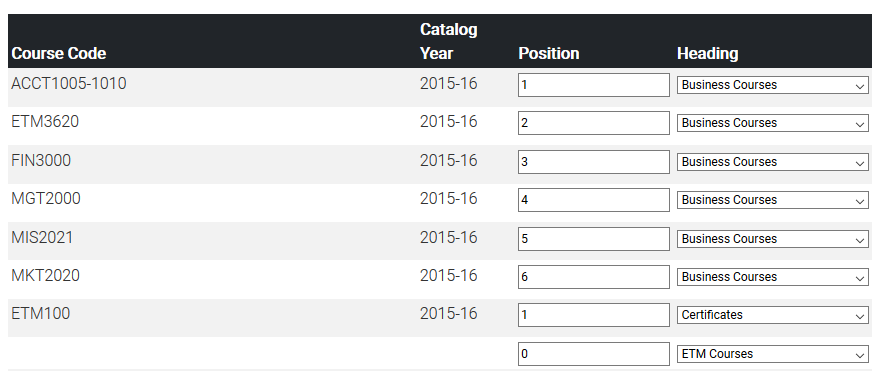 Course Code Catalog Year Position Heading
ACCT1005-1010 2015-16 1 Business Courses
ETM3620 2015-16 2 Business Courses
FIN3000 2015-16 3 Business Courses
MGT2000 2015-16 4 Business Courses
MIS2021 2015-16 5 Business Courses
MKT2020 2015-16 6 Business Courses
ETM100 2015-16 1 Certificates
0 ETM Courses